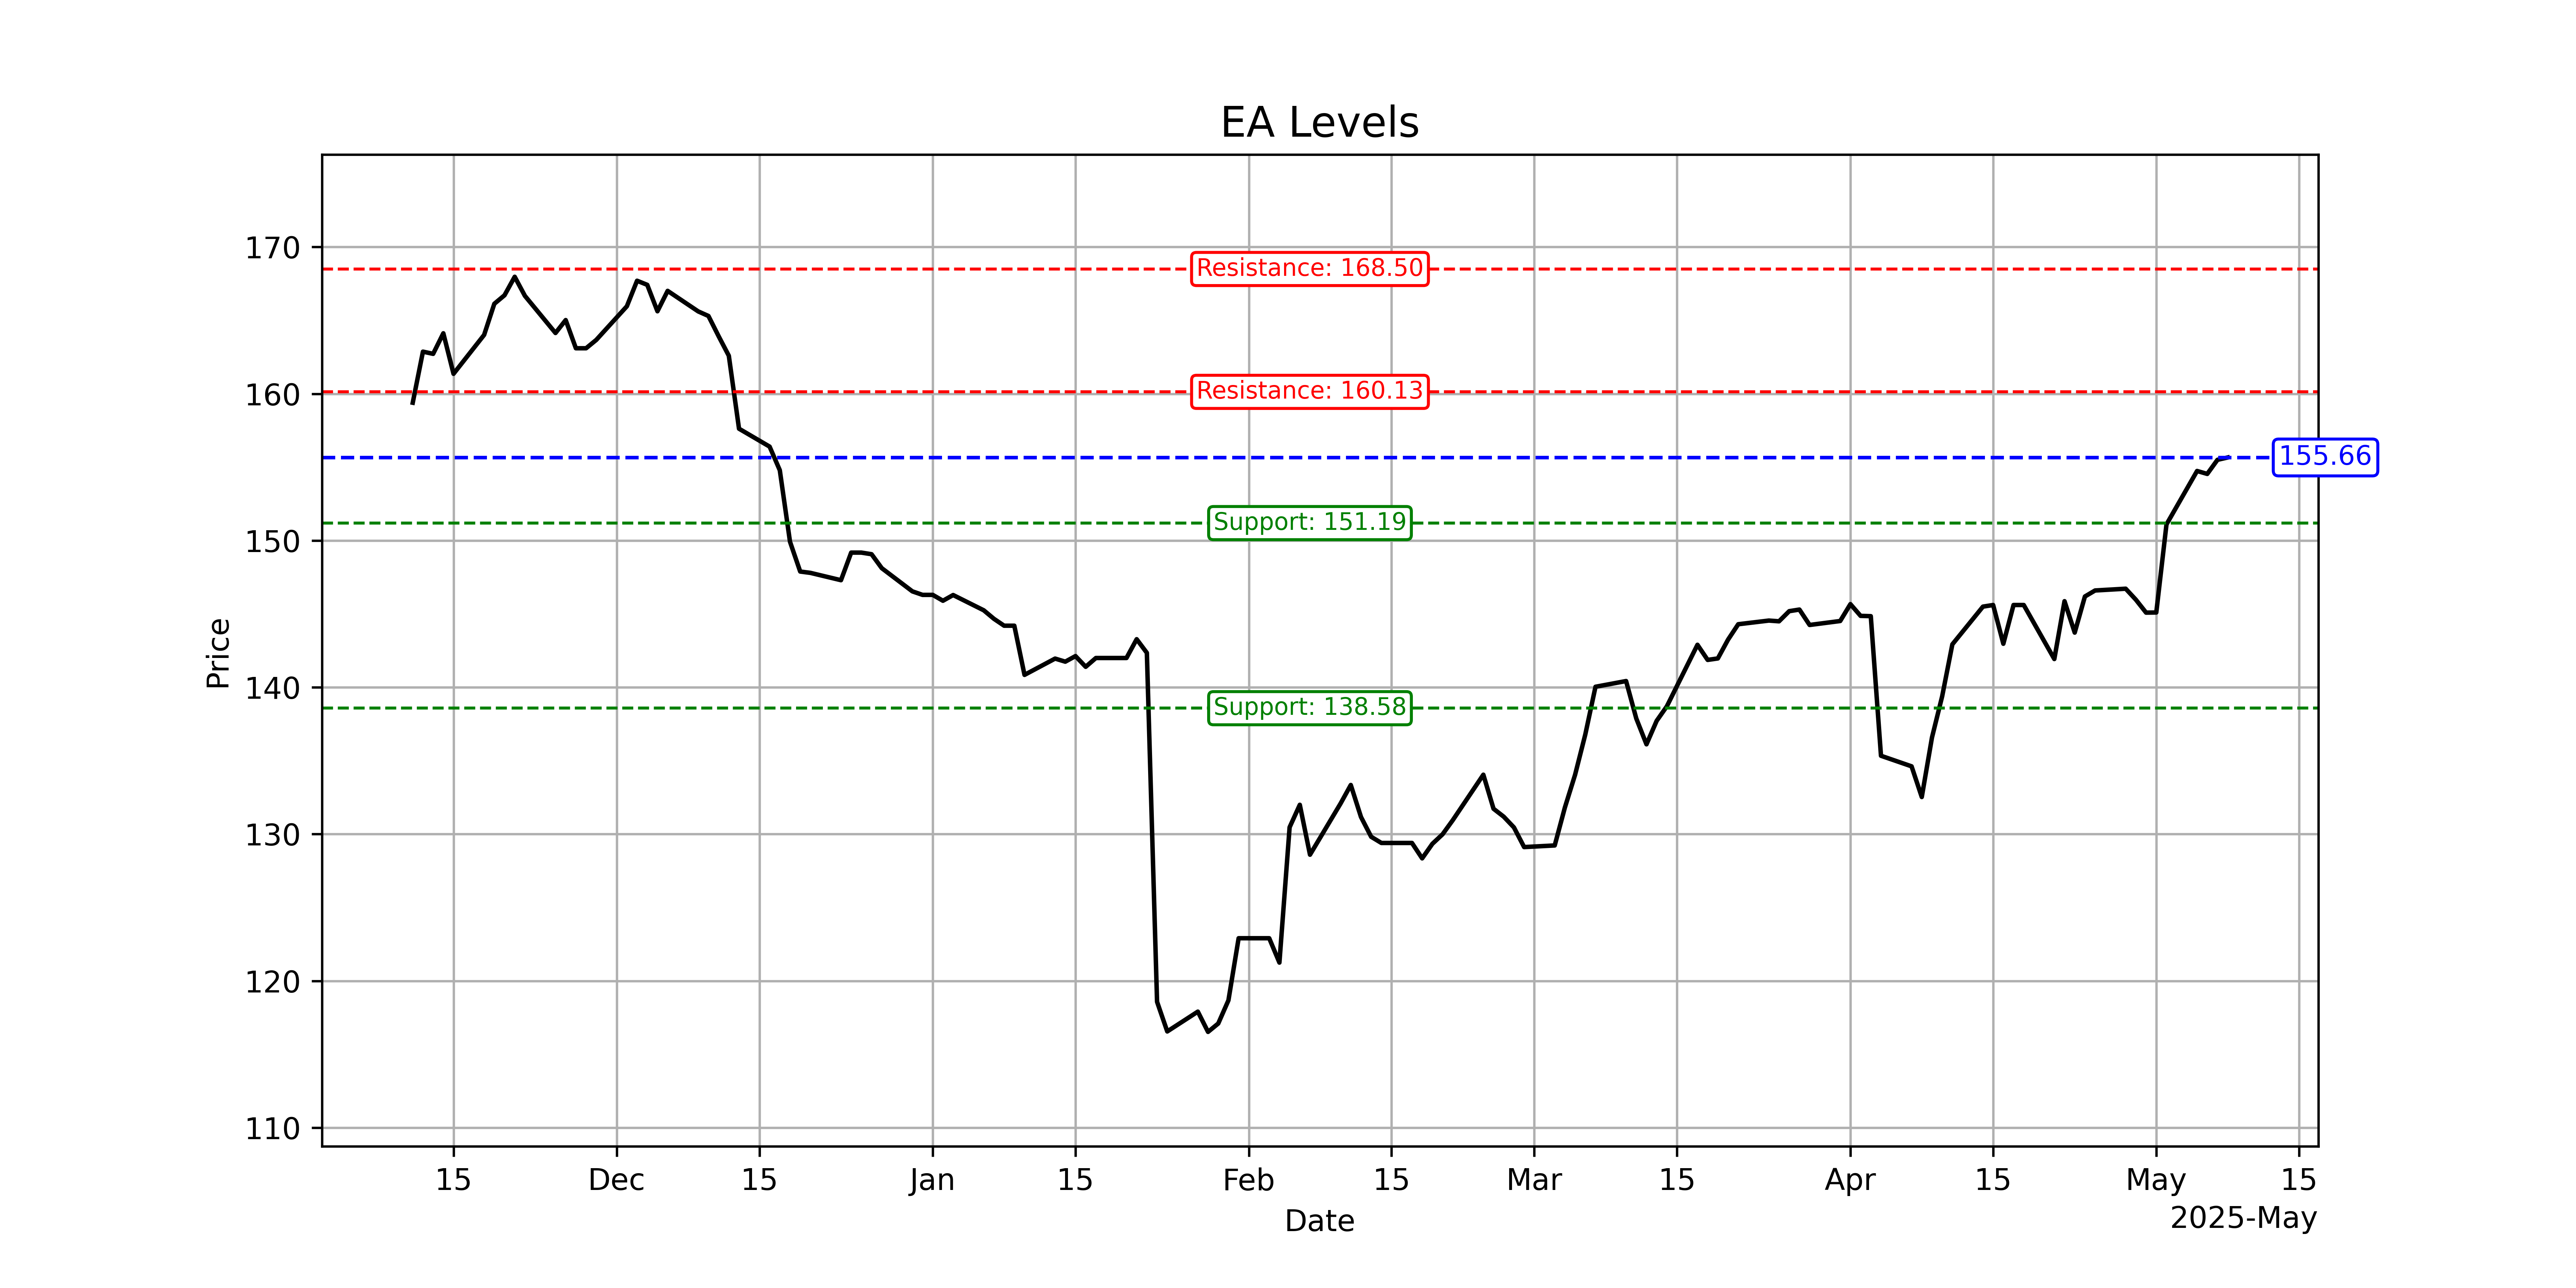 EA Levels
170
160
150
140
130
120
110
Price
Resistance: 168.50
Resistance: 160.13
155.66
Support: 151.19
Support: 138.58
15 Dec 15 Jan 15 Feb 15 Mar 15 Apr 15 May 15
Date
2025-May